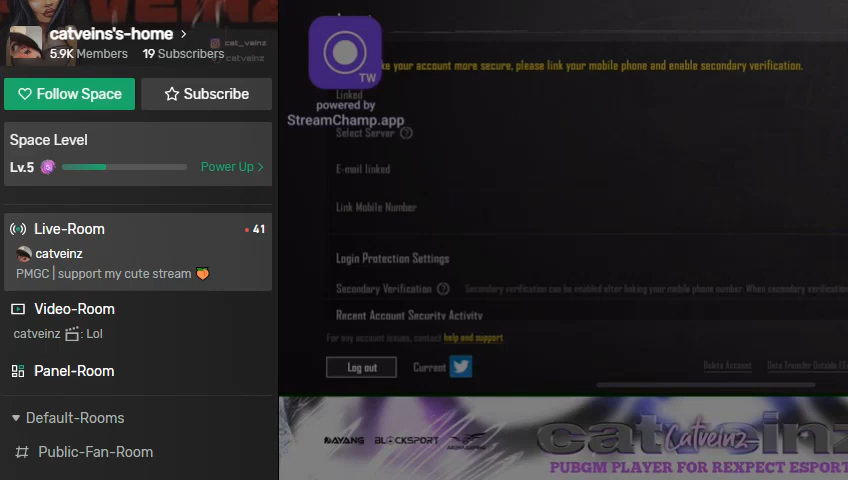 catveins's-home >
5.9K Members 19 Subscribers
cat_veinz
catveinz
Follow Space
Subscribe
Space Level
Lv.5
Power Up >
Live-Room
41
catveinz
PMGC | support my cute stream 🍑
Video-Room
catveinz 🎬: Lol
Panel-Room
Default-Rooms
Public-Fan-Room
TW
powered by
StreamChamp.app
ke your account more secure, please link your mobile phone and enable secondary verification.
Linked
Select Server ?
E-mail linked
Link Mobile Number
Login Protection Settings
Secondary Verification ? Secondary verification can be enabled after linking your mobile phone number. When secondary verification
Recent Account Security Activity
For any account issues, contact help and support
Log out
Current
Delete Account
Data Transfer Outside
BLOCKSPORT
catveinz
Catveinz
PUBGM PLAYER FOR REXPECT ESPORT